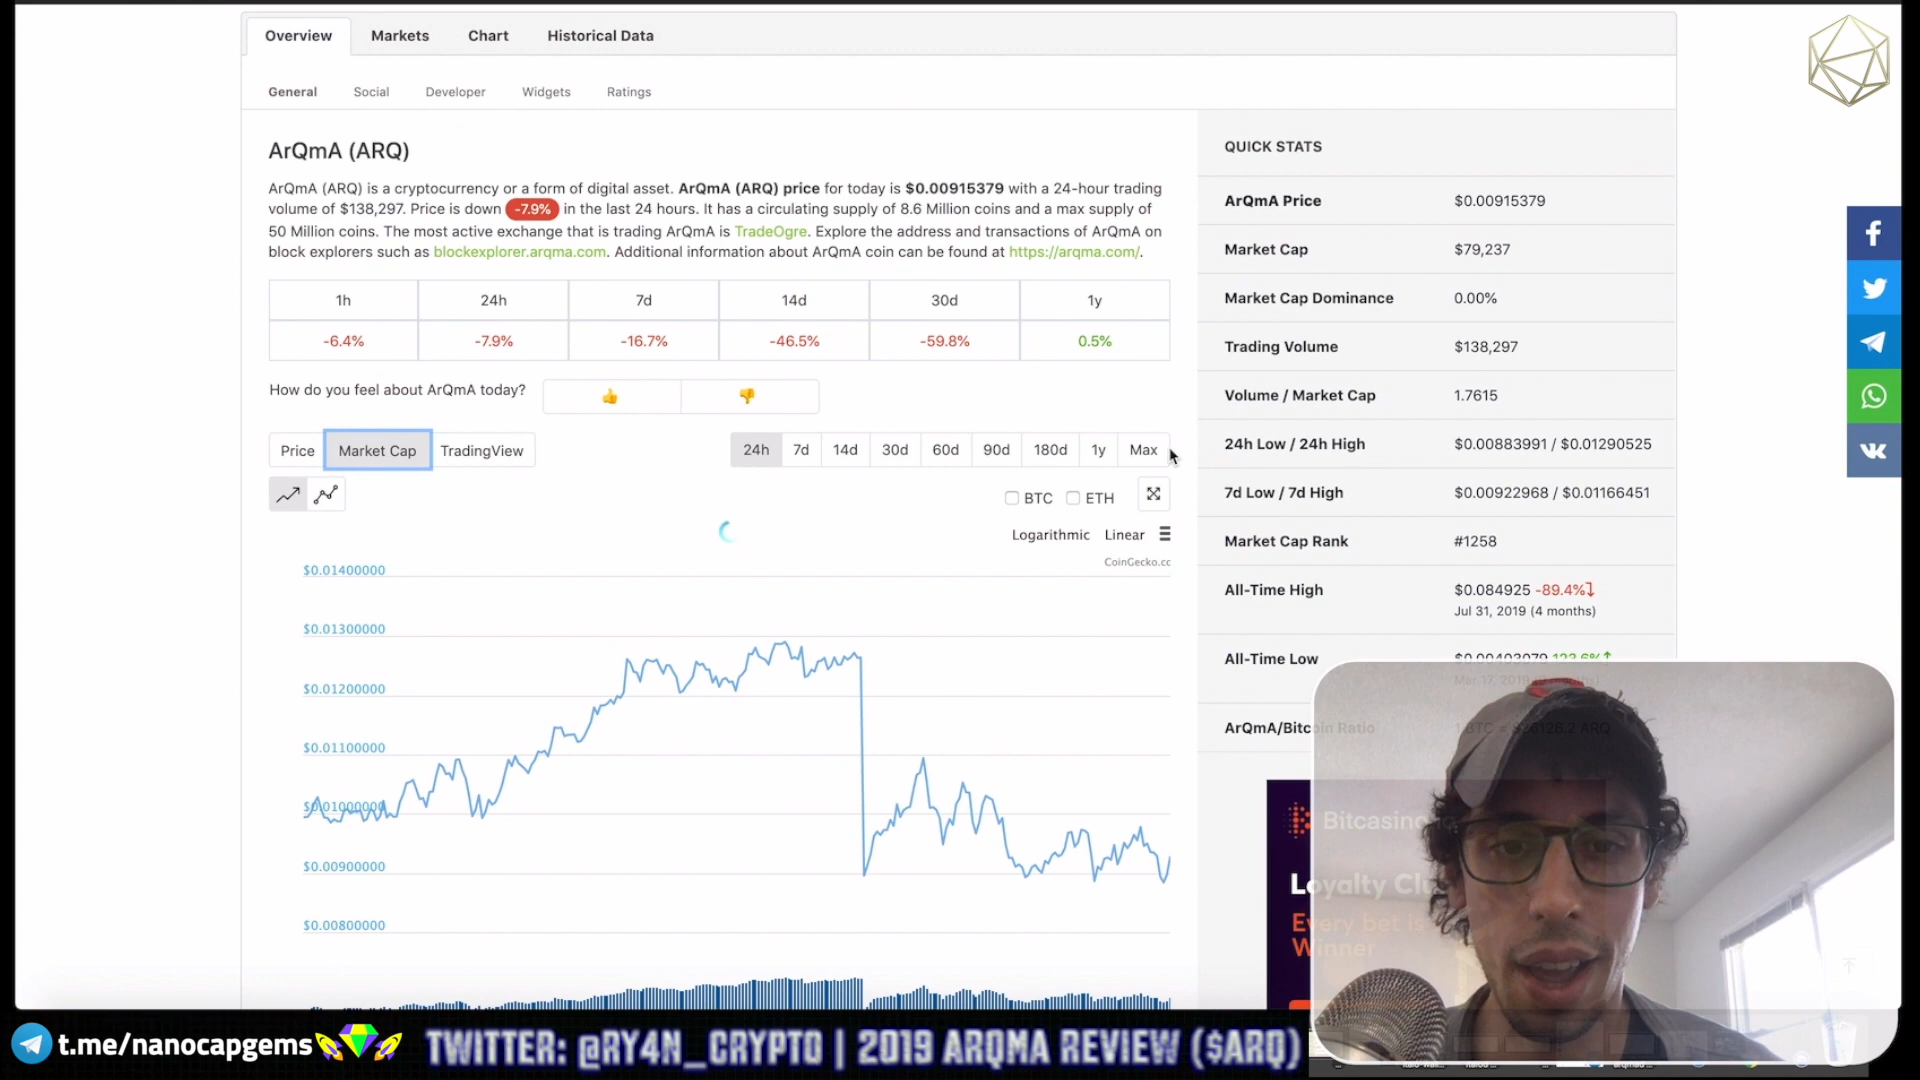 Overview Markets Chart Historical Data
General Social Developer Widgets Ratings
ArQmA (ARQ)
ArQmA (ARQ) is a cryptocurrency or a form of digital asset. ArQmA (ARQ) price for today is $0.00915379 with a 24-hour trading
volume of $138,297. Price is down -7.9% in the last 24 hours. It has a circulating supply of 8.6 Million coins and a max supply of
50 Million coins. The most active exchange that is trading ArQmA is TradeOgre. Explore the address and transactions of ArQmA on
block explorers such as blockexplorer.arqma.com. Additional information about ArQmA coin can be found at https://arqma.com/.
1h 24h 7d 14d 30d 1y
-6.4% -7.9% -16.7% -46.5% -59.8% 0.5%
How do you feel about ArQmA today?
Price Market Cap TradingView
24h 7d 14d 30d 60d 90d 180d 1y Max
BTC ETH
Logarithmic Linear
CoinGecko.cc
$0.01400000
$0.01300000
$0.01200000
$0.01100000
$0.01000000
$0.00900000
$0.00800000
QUICK STATS
ArQmA Price $0.00915379
Market Cap $79,237
Market Cap Dominance 0.00%
Trading Volume $138,297
Volume / Market Cap 1.7615
24h Low / 24h High $0.00883991 / $0.01290525
7d Low / 7d High $0.00922968 / $0.01166451
Market Cap Rank #1258
All-Time High $0.084925 -89.4%
Jul 31, 2019 (4 months)
All-Time Low
ArQmA/Bitcoin Ratio
Bitcasino
Loyalty Clu
Every bet is
Winner
t.me/nanocapgems
TWITTER: @RY4N_CRYPTO | 2019 ARQMA REVIEW ($ARQ)